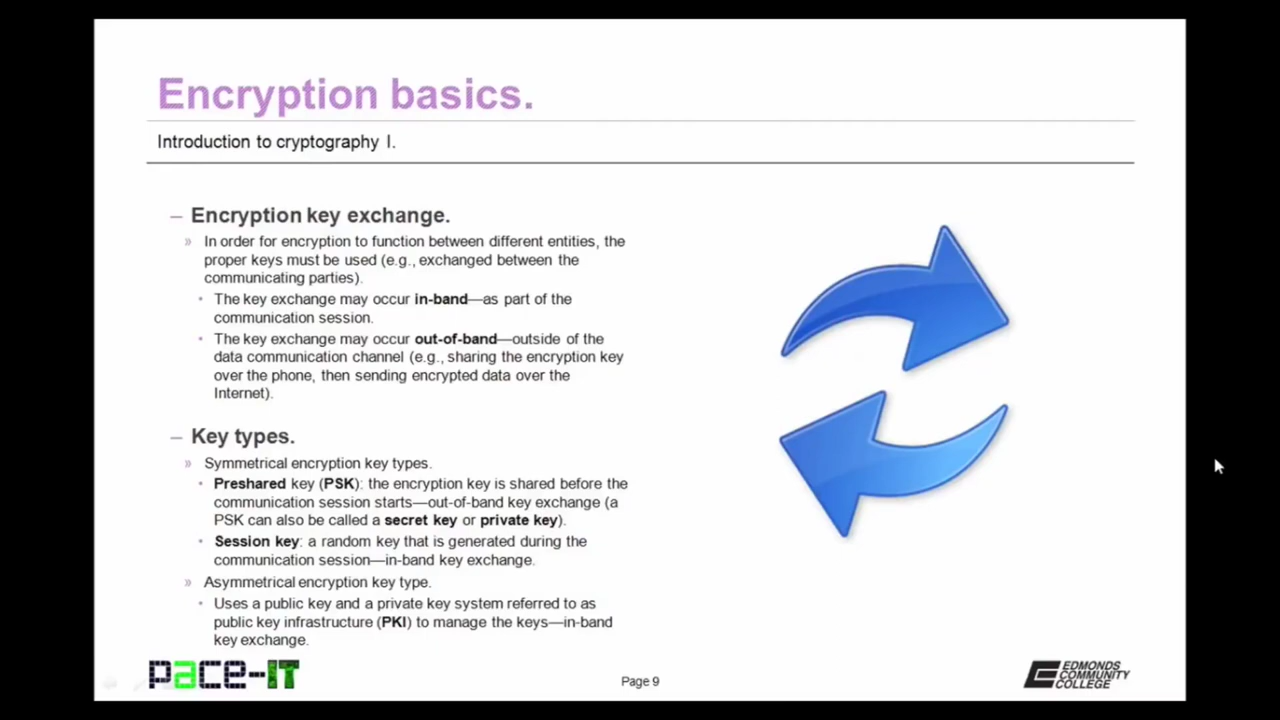 Encryption basics.
Introduction to cryptography I.
– Encryption key exchange.
» In order for encryption to function between different entities, the
proper keys must be used (e.g., exchanged between the
communicating parties).
• The key exchange may occur in-band—as part of the
communication session.
• The key exchange may occur out-of-band—outside of the
data communication channel (e.g., sharing the encryption key
over the phone, then sending encrypted data over the
Internet).
– Key types.
» Symmetrical encryption key types.
• Preshared key (PSK): the encryption key is shared before the
communication session starts—out-of-band key exchange (a
PSK can also be called a secret key or private key).
• Session key: a random key that is generated during the
communication session—in-band key exchange.
» Asymmetrical encryption key type.
• Uses a public key and a private key system referred to as
public key infrastructure (PKI) to manage the keys—in-band
key exchange.
pace-IT
Page 9
EDMONDS
COMMUNITY
COLLEGE